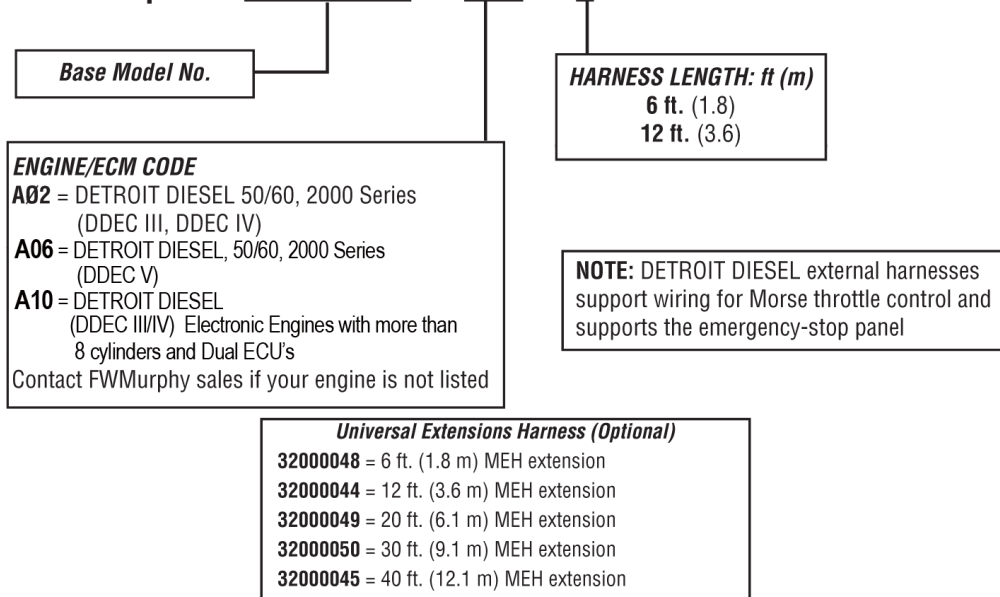 Base Model No.
HARNESS LENGTH: ft (m)
6 ft. (1.8)
12 ft. (3.6)
ENGINE/ECM CODE
AØ2 = DETROIT DIESEL 50/60, 2000 Series
(DDEC III, DDEC IV)
A06 = DETROIT DIESEL, 50/60, 2000 Series
(DDEC V)
A10 = DETROIT DIESEL
(DDEC III/IV) Electronic Engines with more than
8 cylinders and Dual ECU's
Contact FWMurphy sales if your engine is not listed
NOTE: DETROIT DIESEL external harnesses
support wiring for Morse throttle control and
supports the emergency-stop panel
Universal Extensions Harness (Optional)
32000048 = 6 ft. (1.8 m) MEH extension
32000044 = 12 ft. (3.6 m) MEH extension
32000049 = 20 ft. (6.1 m) MEH extension
32000050 = 30 ft. (9.1 m) MEH extension
32000045 = 40 ft. (12.1 m) MEH extension